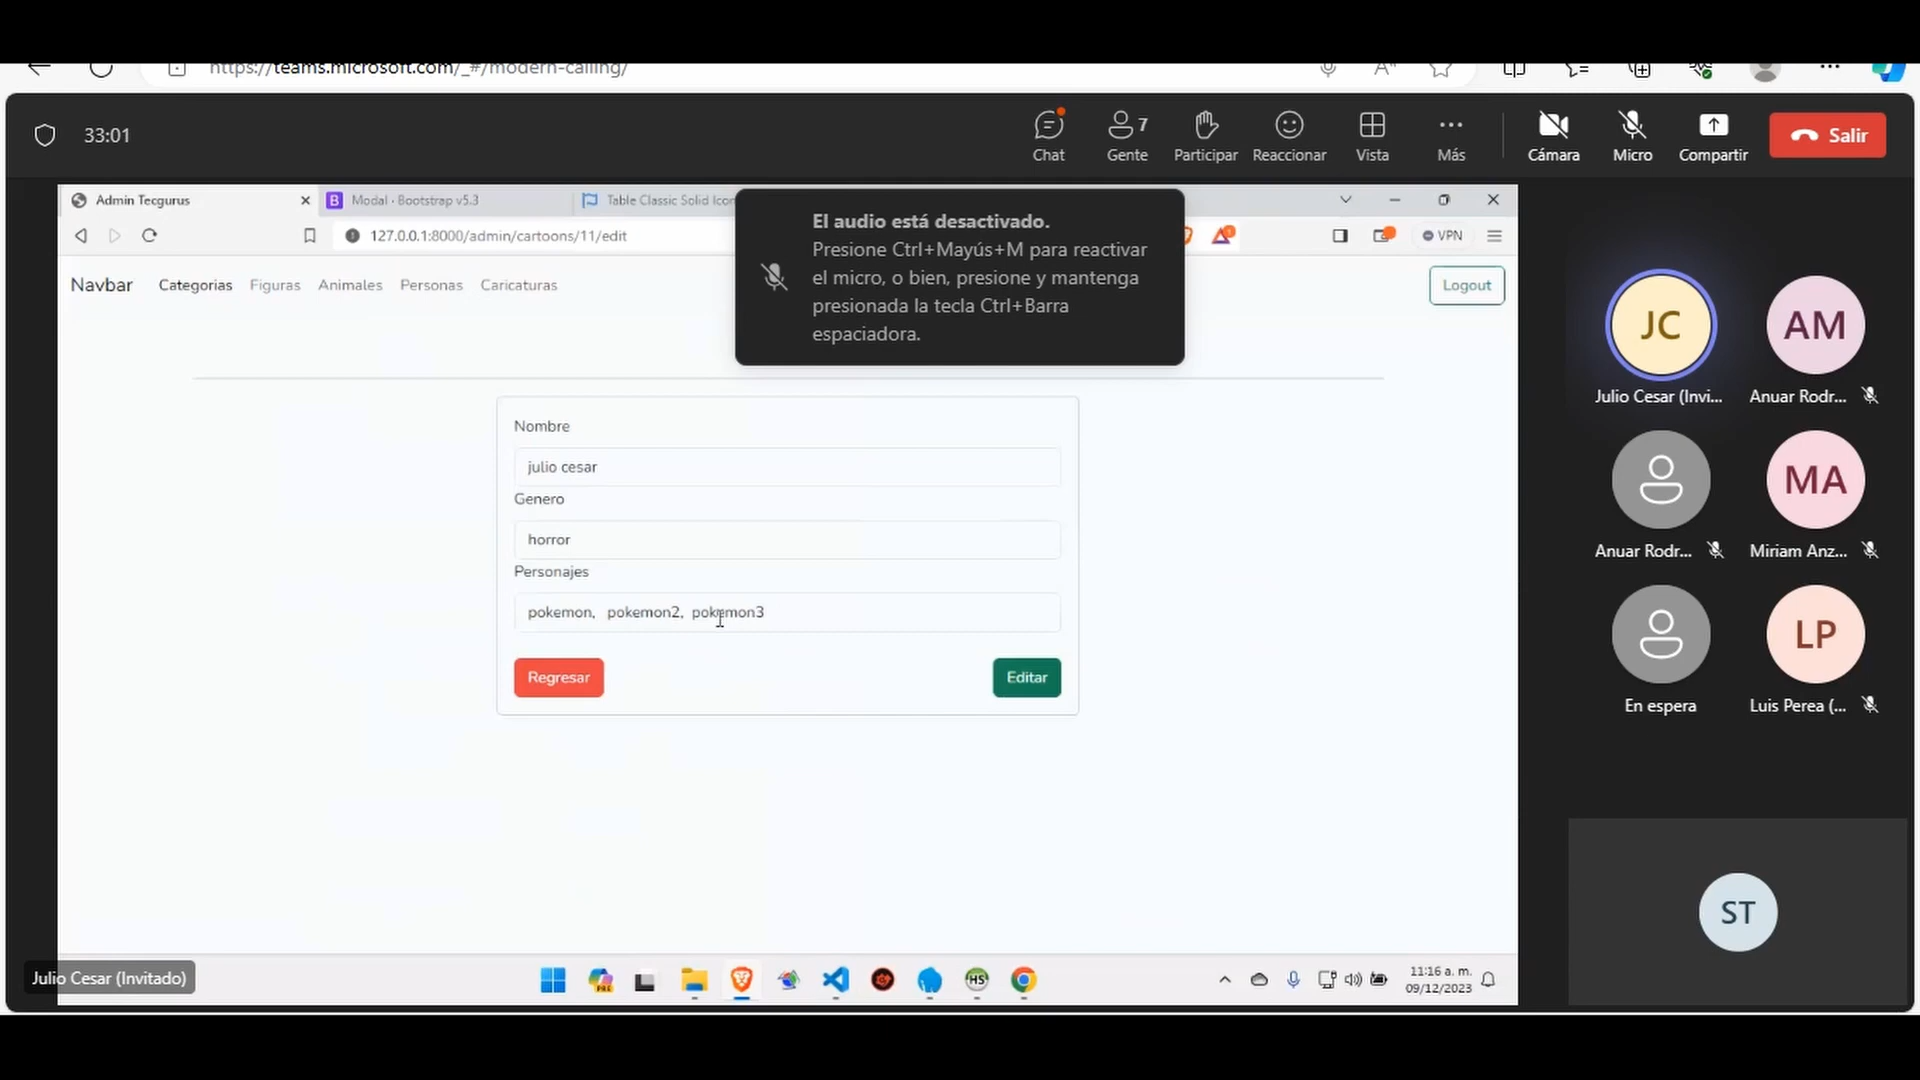 https://teams.microsoft.com/_#/modern-calling/
33:01
Chat
Gente
7
Participar
Reaccionar
Vista
Más
Cámara
Micro
Compartir
Salir
Admin Tecgurus
Modal · Bootstrap v5.3
Table Classic Solid Icon
127.0.0.1:8000/admin/cartoons/11/edit
VPN
El audio está desactivado.
Presione Ctrl+Mayús+M para reactivar
el micro, o bien, presione y mantenga
presionada la tecla Ctrl+Barra
espaciadora.
Navbar
Categorias
Figuras
Animales
Personas
Caricaturas
Logout
Nombre
julio cesar
Genero
horror
Personajes
pokemon, pokemon2, pokemon3
Regresar
Editar
JC
Julio Cesar (Invi...
AM
Anuar Rodr...
Anuar Rodr...
MA
Miriam Anz...
En espera
LP
Luis Perea (...
ST
Julio Cesar (Invitado)
PRE
HS
11:16 a. m.
09/12/2023